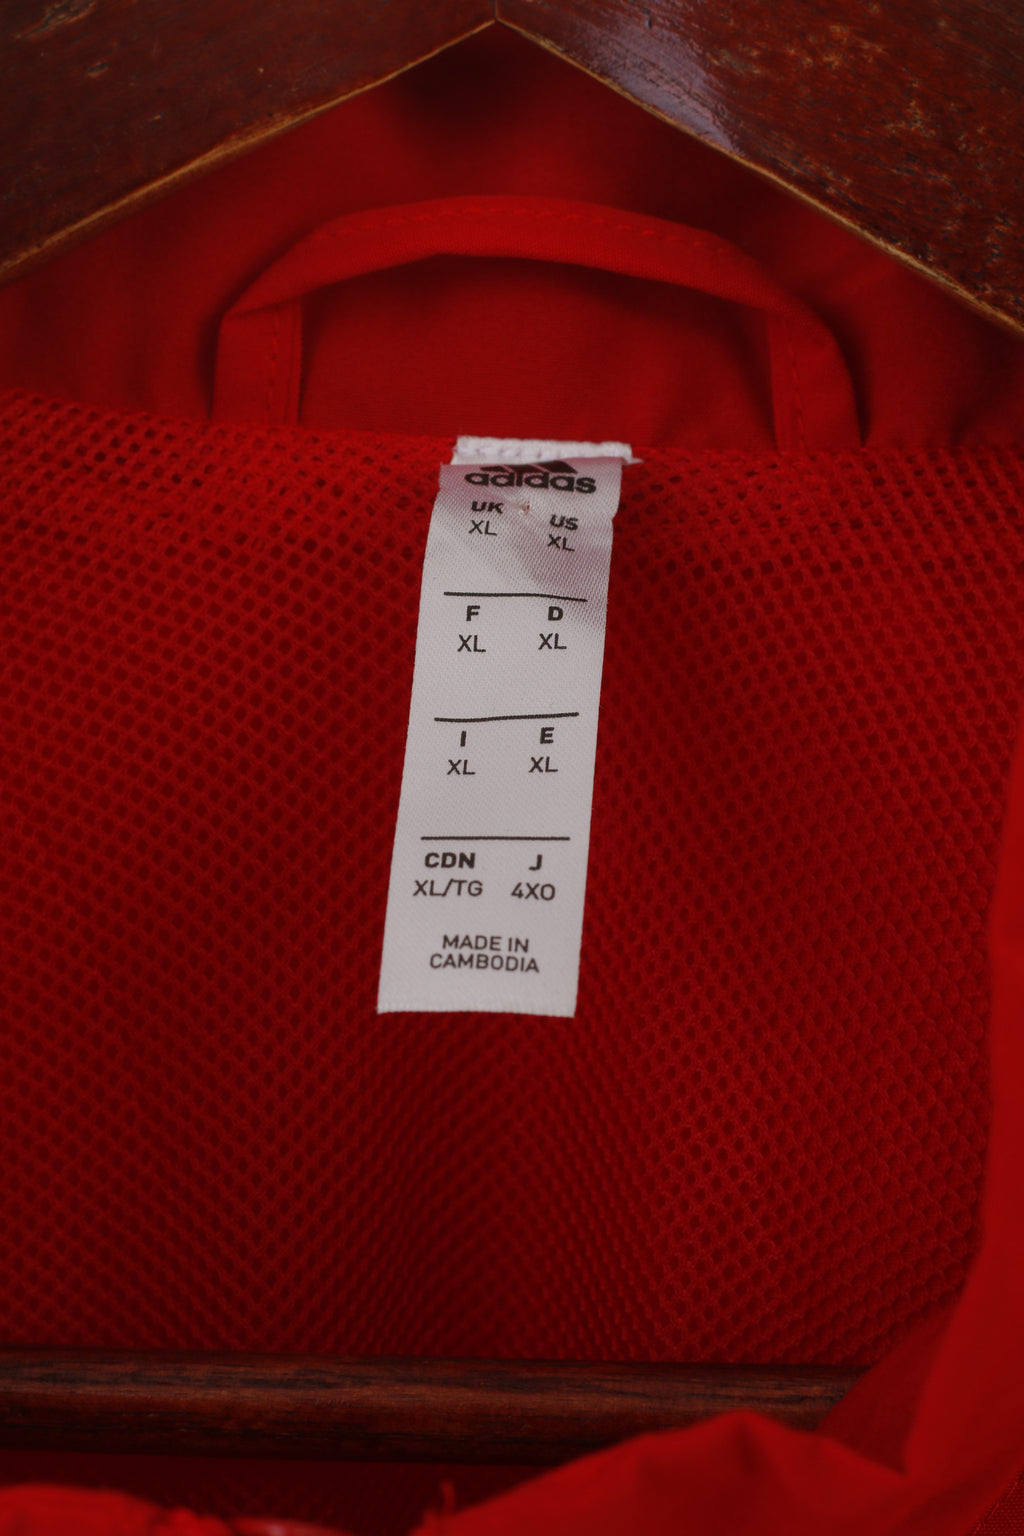 adidas
UK US
XL XL
F D
XL XL
I E
XL XL
CDN J
XL/TG 4XO
MADE IN
CAMBODIA